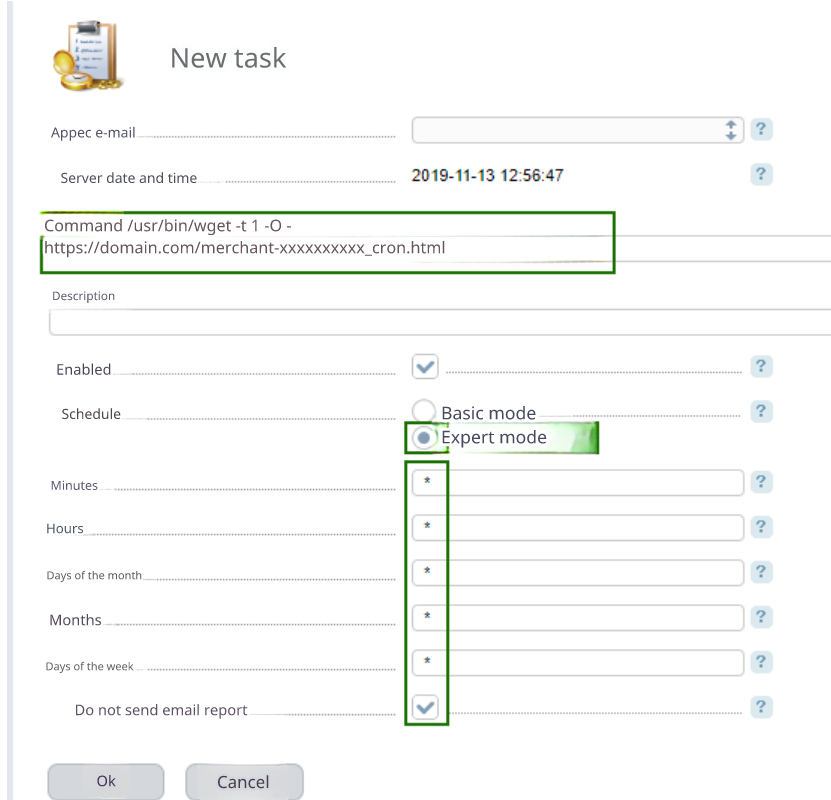 New task
Appec e-mail
?
Server date and time 2019-11-13 12:56:47 ?
Command /usr/bin/wget -t 1 -O -
https://domain.com/merchant-xxxxxxxxxx_cron.html
Description
Enabled ?
Schedule Basic mode ?
Expert mode
Minutes * ?
Hours * ?
Days of the month * ?
Months * ?
Days of the week * ?
Do not send email report ?
Ok Cancel